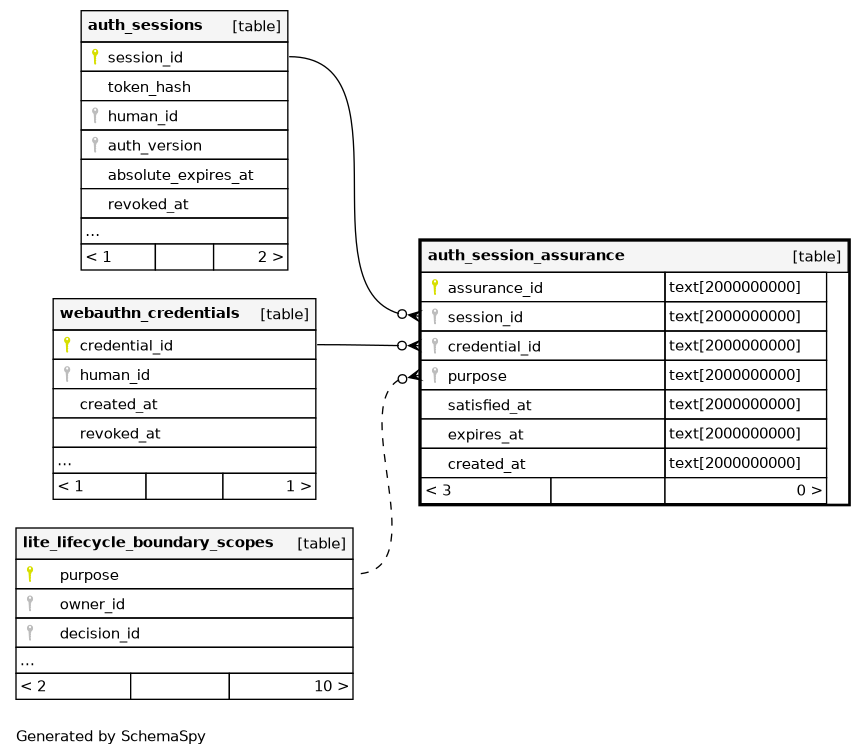 auth_sessions [table]
session_id
token_hash
human_id
auth_version
absolute_expires_at
revoked_at
...
< 1 2 >
auth_session_assurance [table]
assurance_id text[2000000000]
session_id text[2000000000]
credential_id text[2000000000]
purpose text[2000000000]
satisfied_at text[2000000000]
expires_at text[2000000000]
created_at text[2000000000]
< 3 0 >
webauthn_credentials [table]
credential_id
human_id
created_at
revoked_at
...
< 1 1 >
lite_lifecycle_boundary_scopes [table]
purpose
owner_id
decision_id
...
< 2 10 >
Generated by SchemaSpy